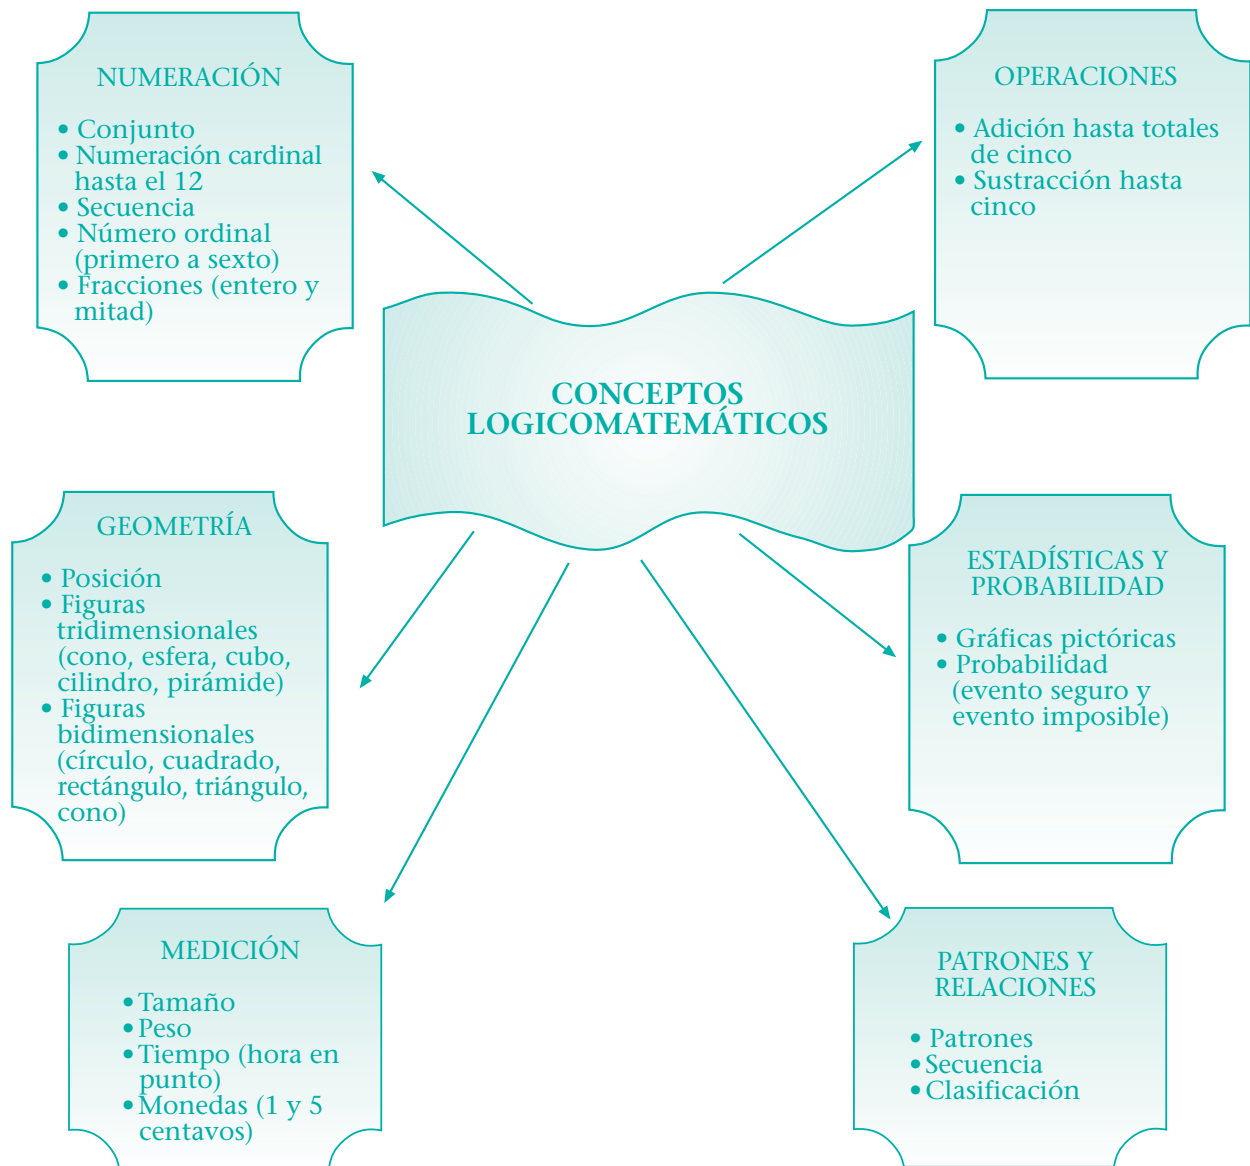 NUMERACIÓN
• Conjunto
• Numeración cardinal
hasta el 12
• Secuencia
• Número ordinal
(primero a sexto)
• Fracciones (entero y
mitad)
OPERACIONES
• Adición hasta totales
de cinco
• Sustracción hasta
cinco
CONCEPTOS
LOGICOMATEMÁTICOS
GEOMETRÍA
• Posición
• Figuras
tridimensionales
(cono, esfera, cubo,
cilindro, pirámide)
• Figuras
bidimensionales
(círculo, cuadrado,
rectángulo, triángulo,
cono)
ESTADÍSTICAS Y
PROBABILIDAD
• Gráficas pictóricas
• Probabilidad
(evento seguro y
evento imposible)
MEDICIÓN
• Tamaño
• Peso
• Tiempo (hora en
punto)
• Monedas (1 y 5
centavos)
PATRONES Y
RELACIONES
• Patrones
• Secuencia
• Clasificación